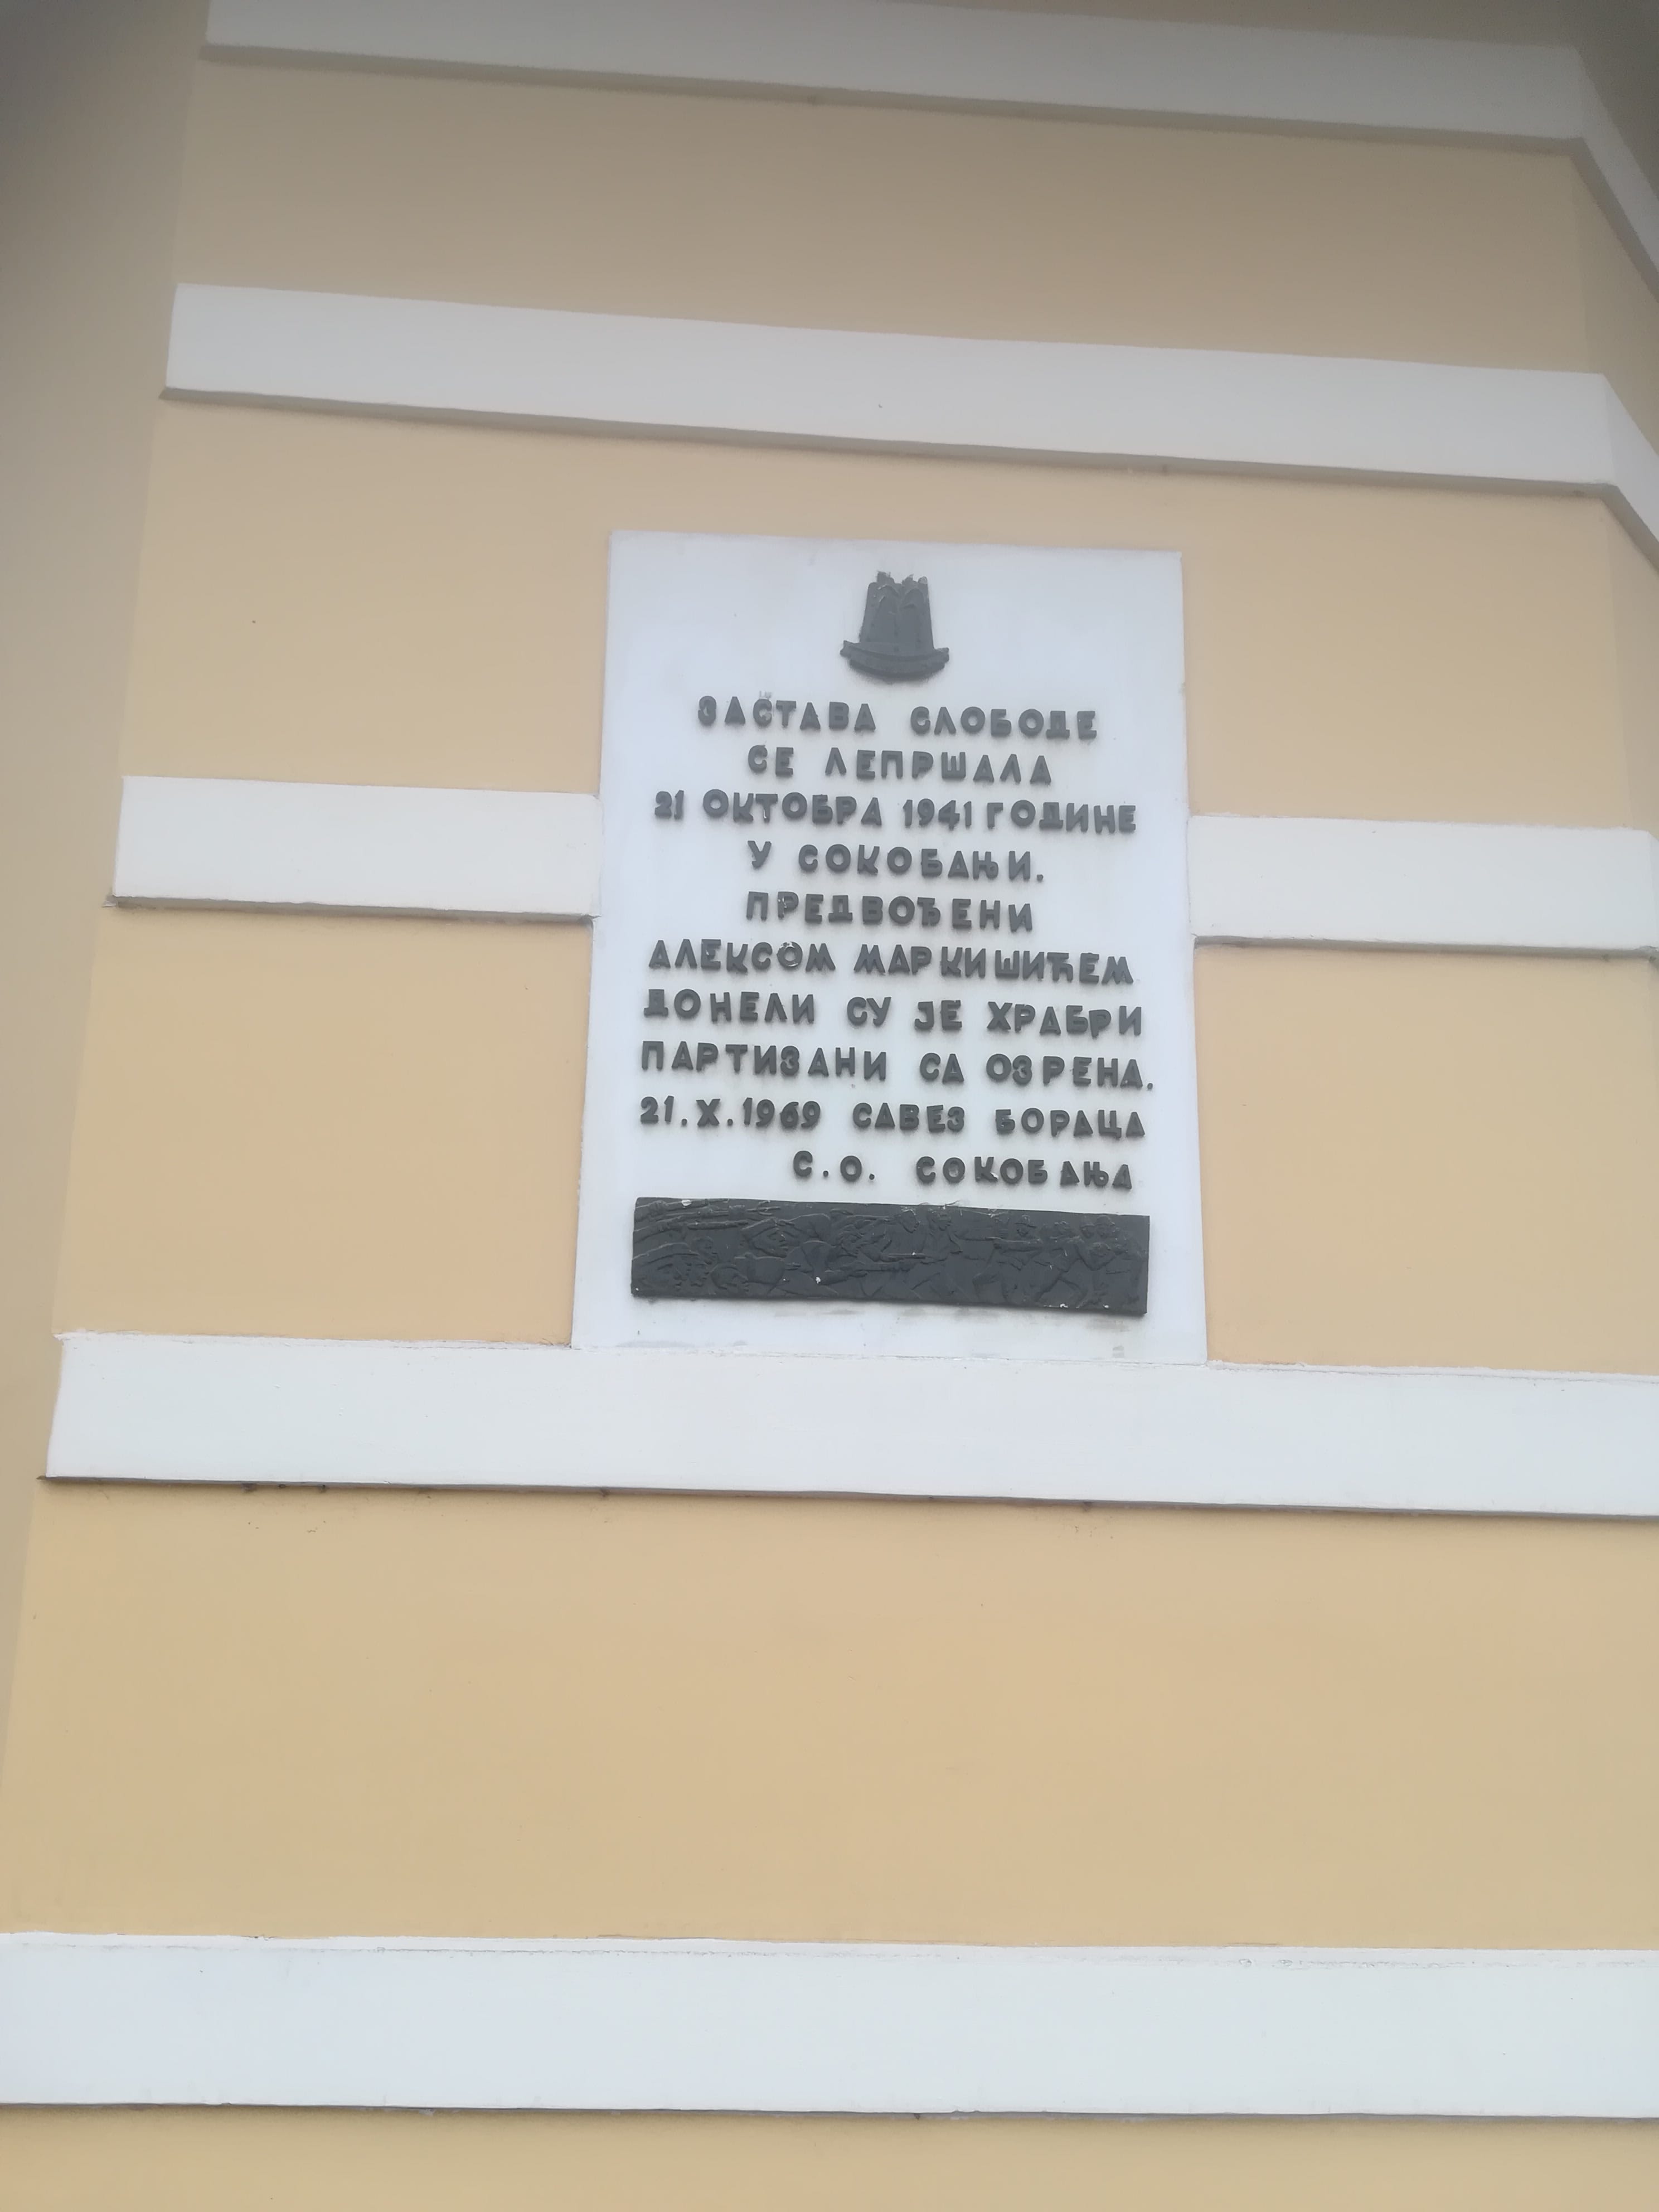 ЗАСТАВА СЛОБОДЕ
СЕ ЛЕПРШАЛА
21 ОКТОБРА 1941 ГОДИНЕ
У СОКОБАЊИ.
ПРЕДВОЂЕНИ
АЛЕКСОМ МАРКИШИЋЕМ
ДОНЕЛИ СУ ЈЕ ХРАБРИ
ПАРТИЗАНИ СА ОЗРЕНА.
21.X.1969 САВЕЗ БОРАЦА
С.О. СОКОБАЊА